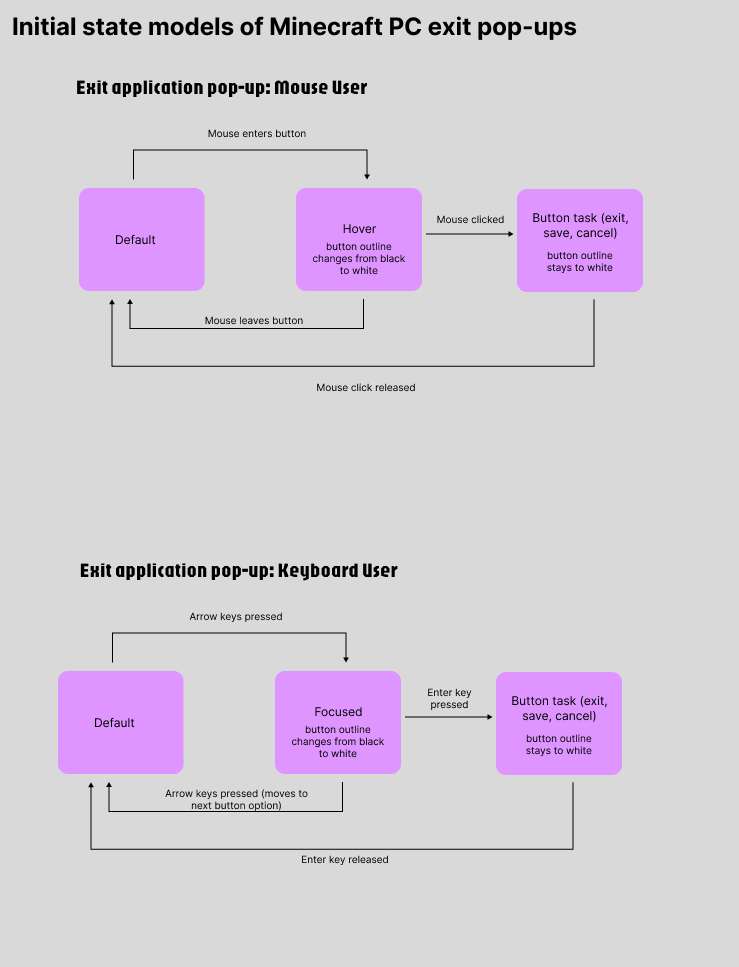 Initial state models of Minecraft PC exit pop-ups
Exit application pop-up: Mouse User
Mouse enters button
Default
Hover
button outline
changes from black
to white
Mouse clicked
Button task (exit,
save, cancel)
button outline
stays to white
Mouse leaves button
Mouse click released
Exit application pop-up: Keyboard User
Arrow keys pressed
Default
Focused
button outline
changes from black
to white
Enter key
pressed
Button task (exit,
save, cancel)
button outline
stays to white
Arrow keys pressed (moves to
next button option)
Enter key released